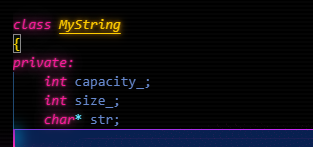 class MyString
{
private:
    int capacity_;
    int size_;
    char* str;